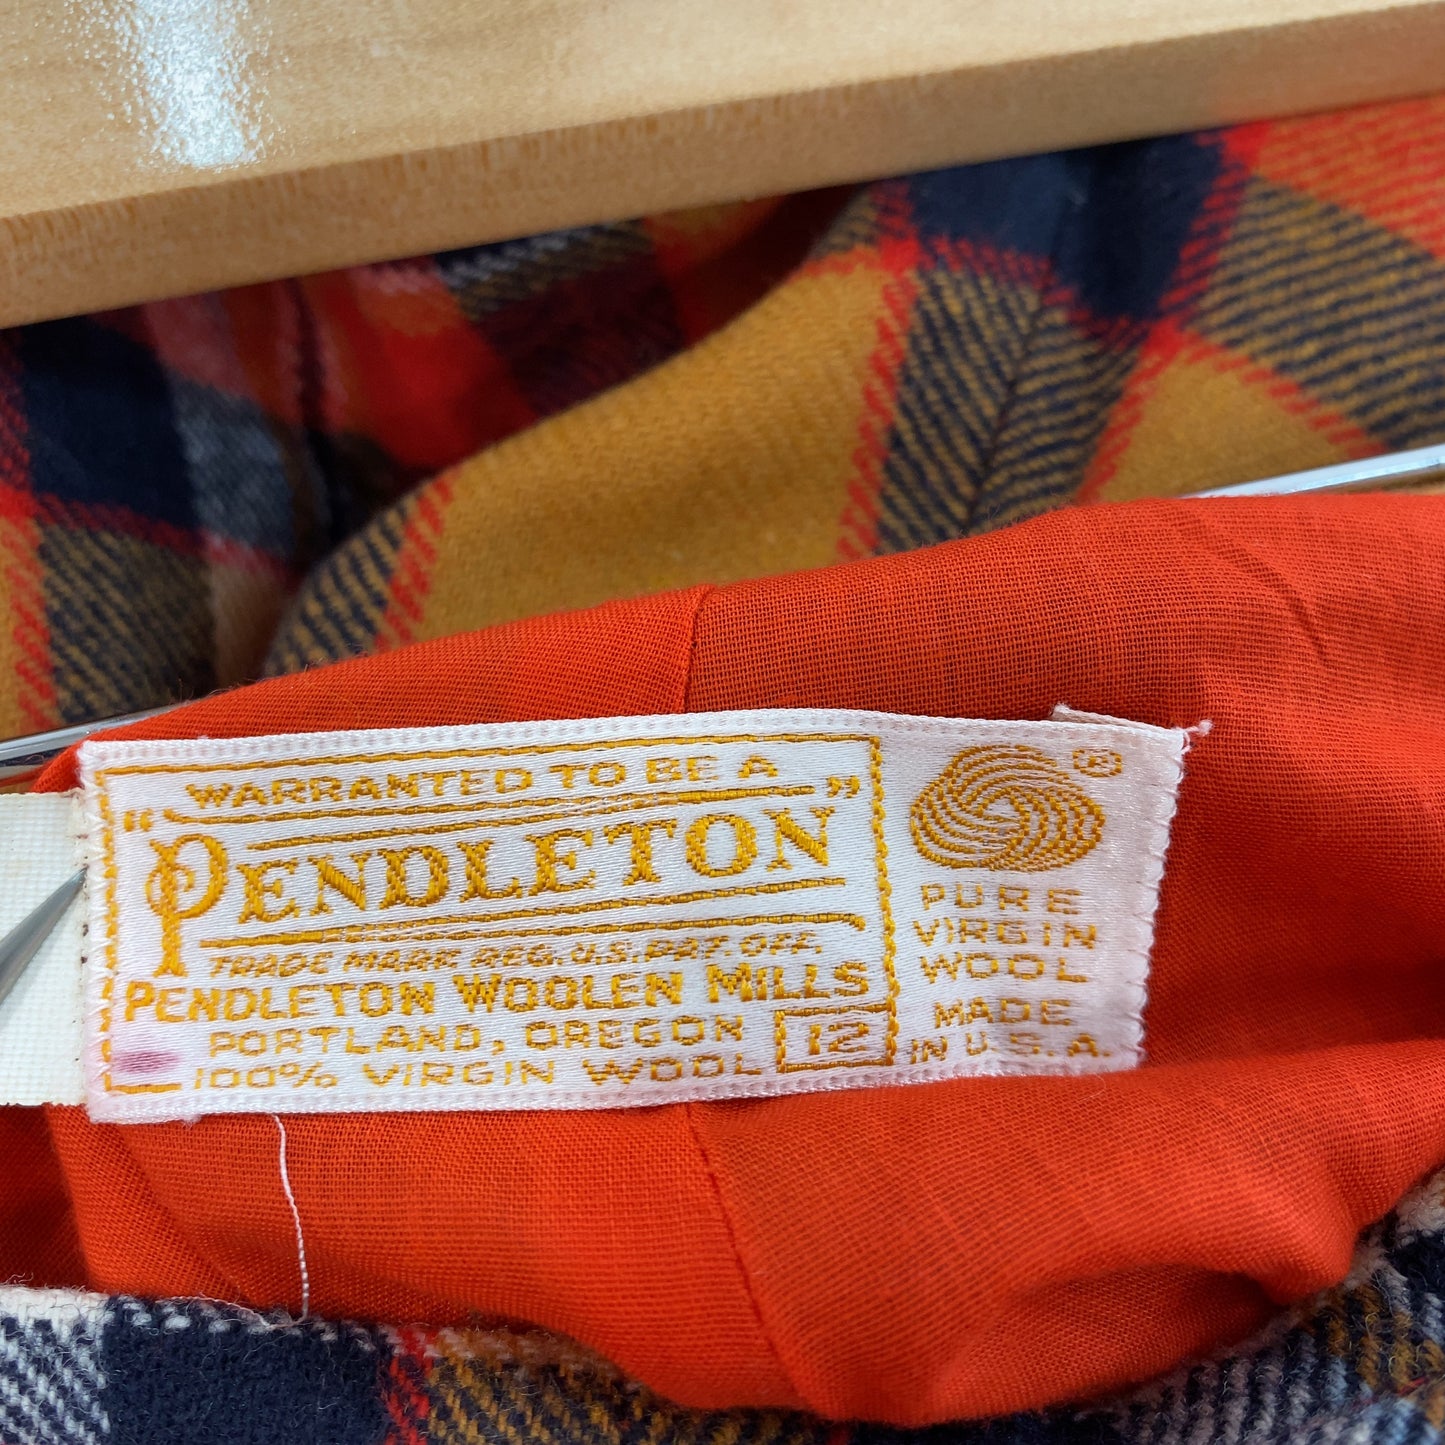 WARRANTED TO BE A
"PENDLETON"
TRADE MARK REG. U.S. PAT. OFF.
PENDLETON WOOLEN MILLS
PORTLAND, OREGON
100% VIRGIN WOOL
12
®
PURE
VIRGIN
WOOL
MADE
IN U.S.A.